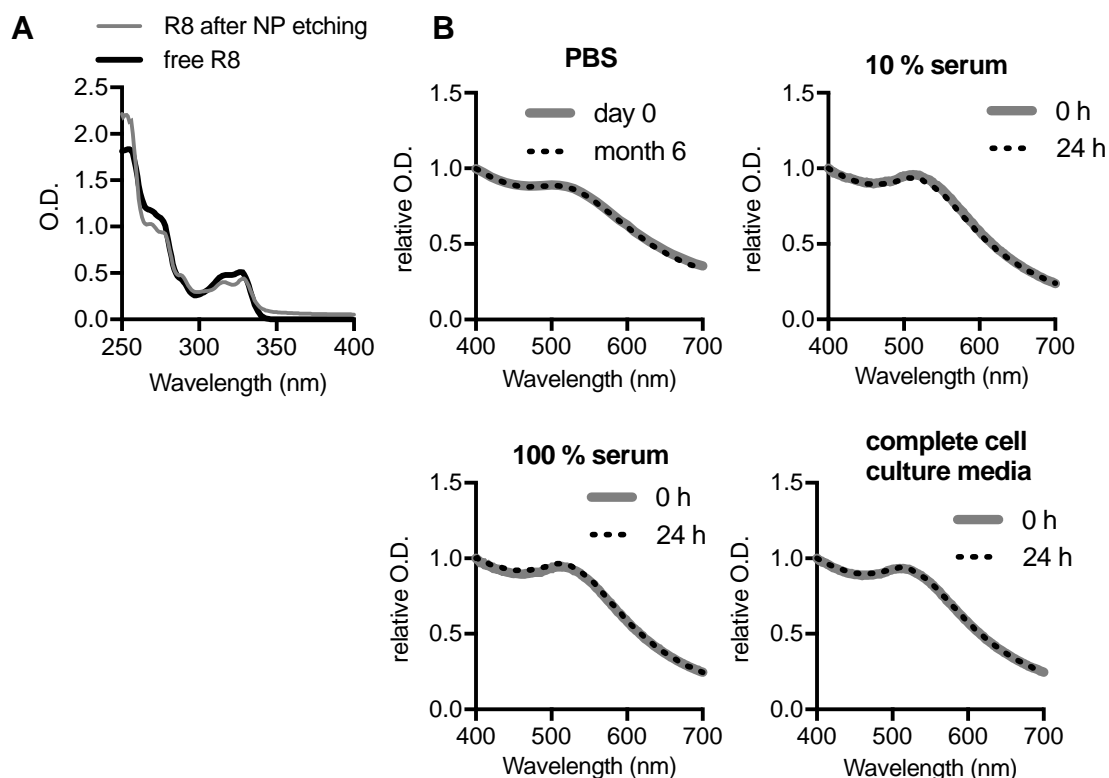 A
R8 after NP etching
free R8
2.5
2.0
1.5
1.0
0.5
0.0
O.D.
250 300 350 400
Wavelength (nm)
B
PBS
1.5
1.0
0.5
0.0
relative O.D.
day 0
month 6
400 500 600 700
Wavelength (nm)
10 % serum
1.5
1.0
0.5
0.0
relative O.D.
0 h
24 h
400 500 600 700
Wavelength (nm)
100 % serum
1.5
1.0
0.5
0.0
relative O.D.
0 h
24 h
400 500 600 700
Wavelength (nm)
complete cell
culture media
1.5
1.0
0.5
0.0
relative O.D.
0 h
24 h
400 500 600 700
Wavelength (nm)